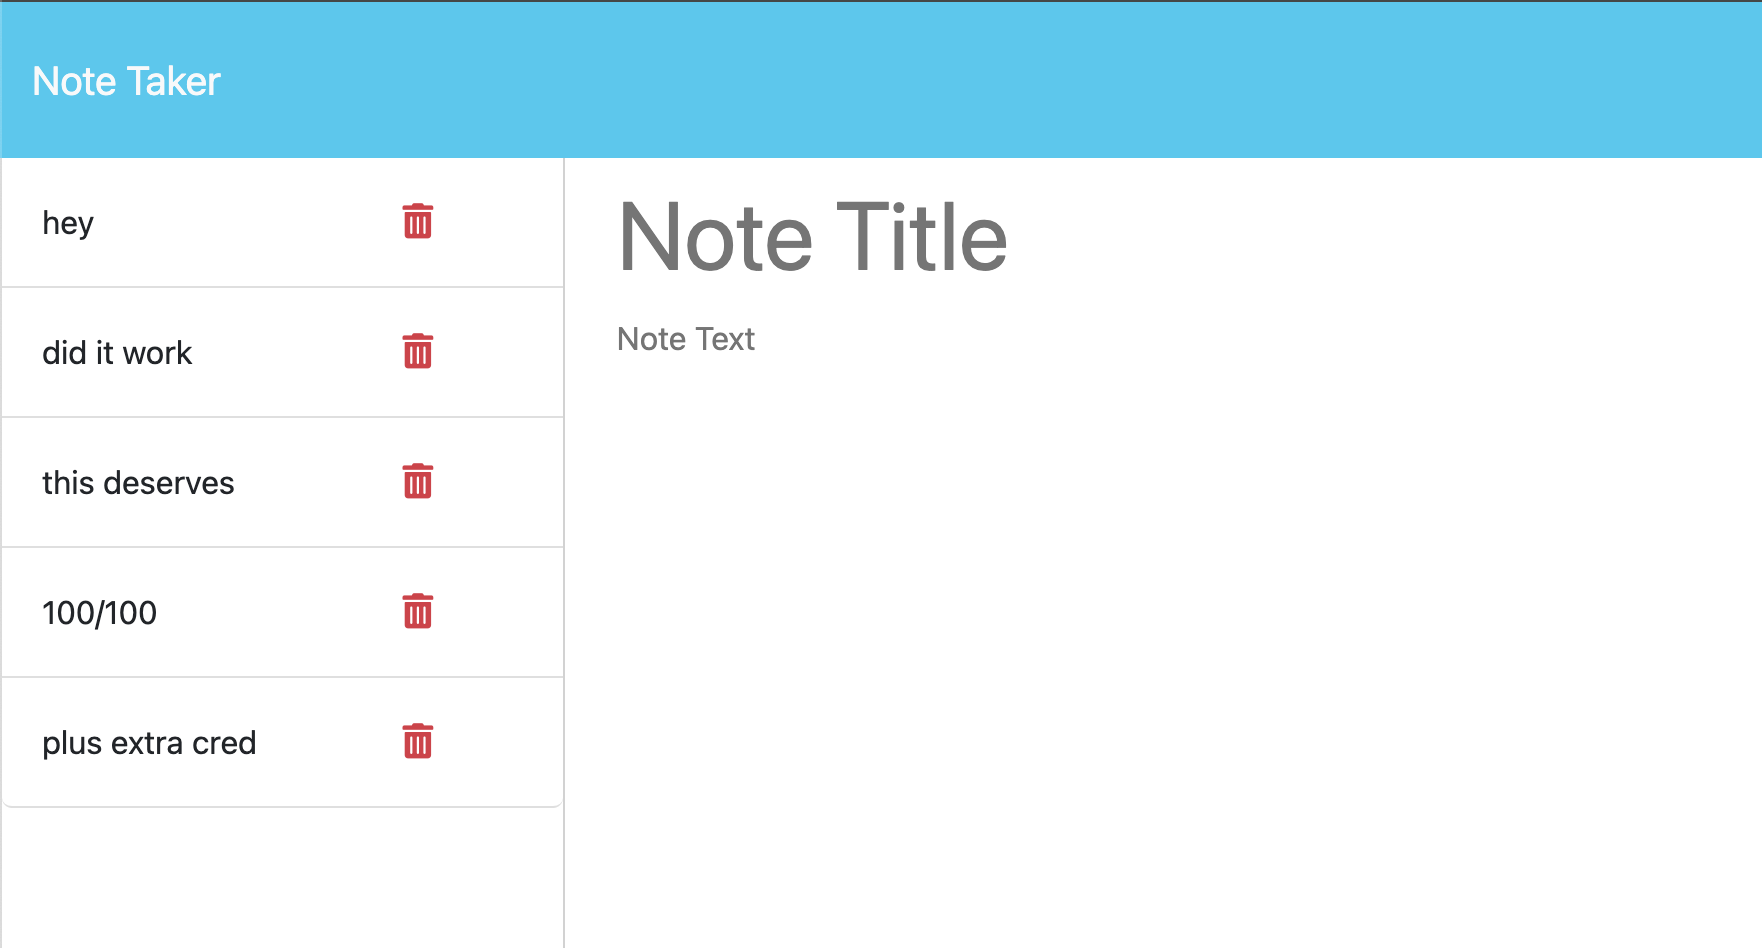 Note Taker
hey
did it work
this deserves
100/100
plus extra cred
Note Title
Note Text